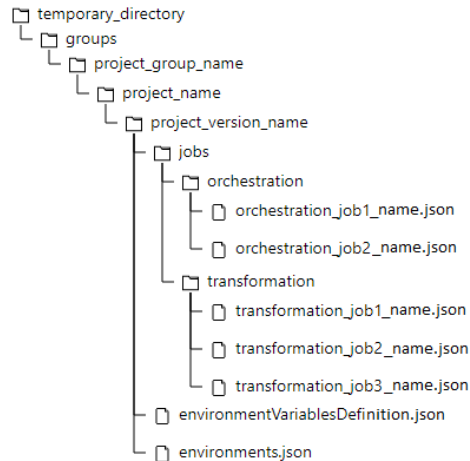 temporary_directory
groups
project_group_name
project_name
project_version_name
jobs
orchestration
orchestration_job1_name.json
orchestration_job2_name.json
transformation
transformation_job1_name.json
transformation_job2_name.json
transformation_job3_name.json
environmentVariablesDefinition.json
environments.json